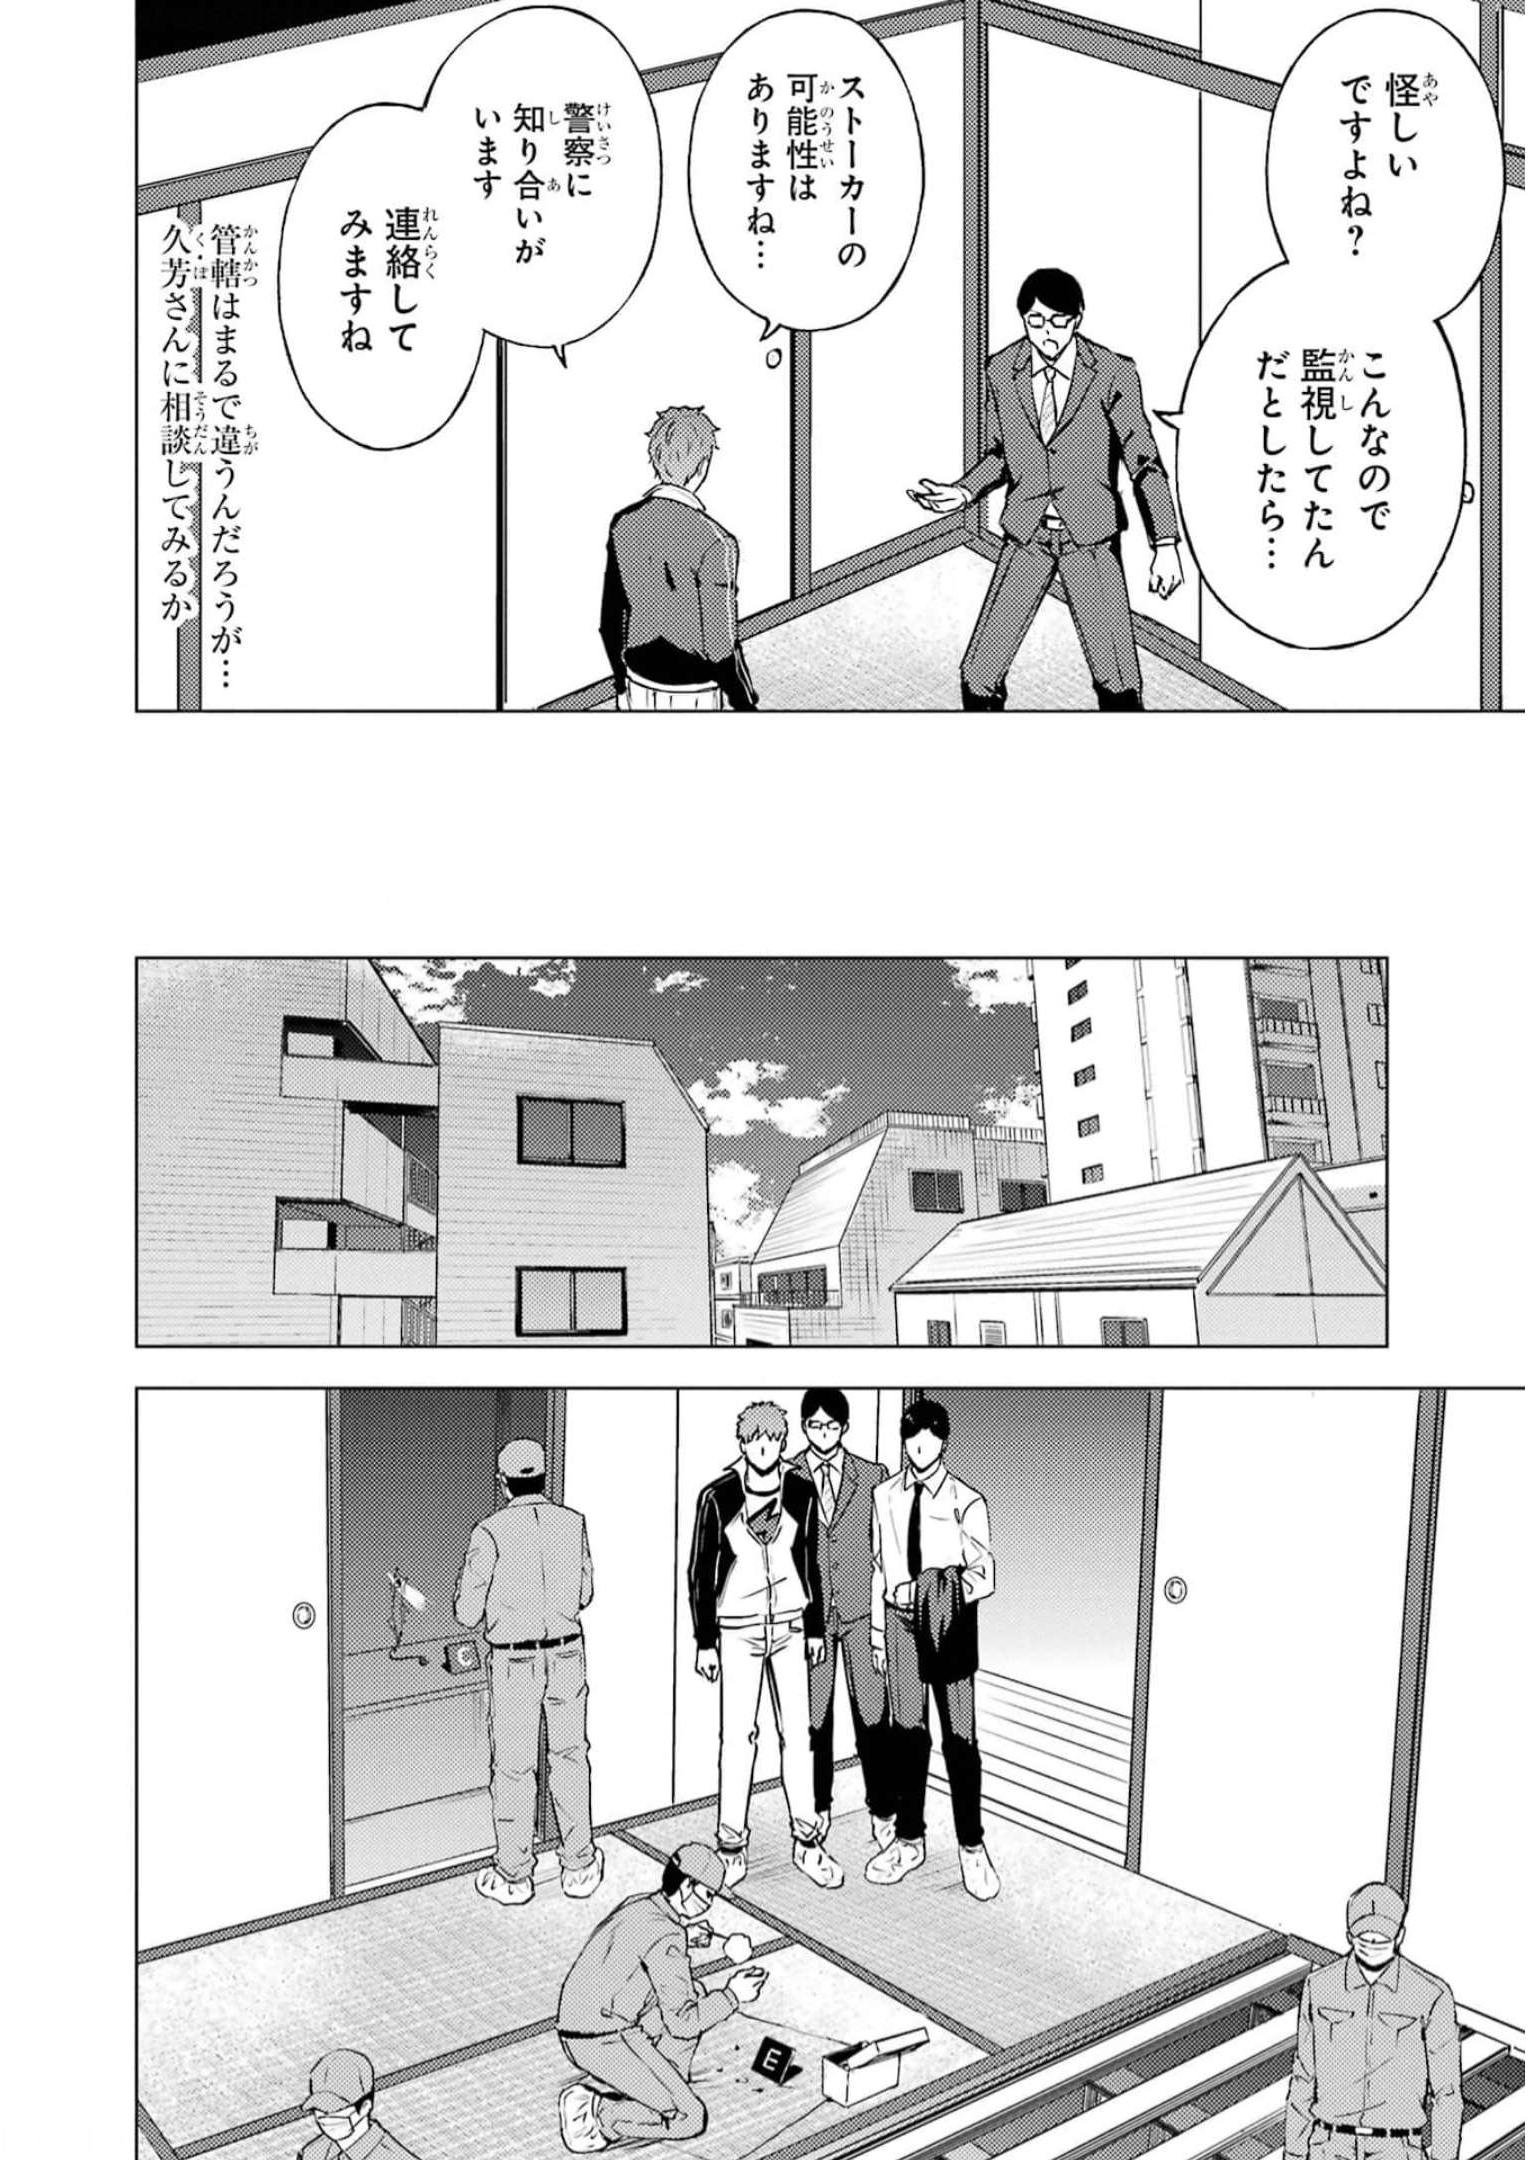 怪しい
ですよね?
こんなので
監視してたん
だとしたら…
ストーカーの
可能性は
ありますね…
警察に
知り合いが
います
連絡して
みますね
管轄はまるで違うんだろうが…
久芳さんに相談してみるか
C
E